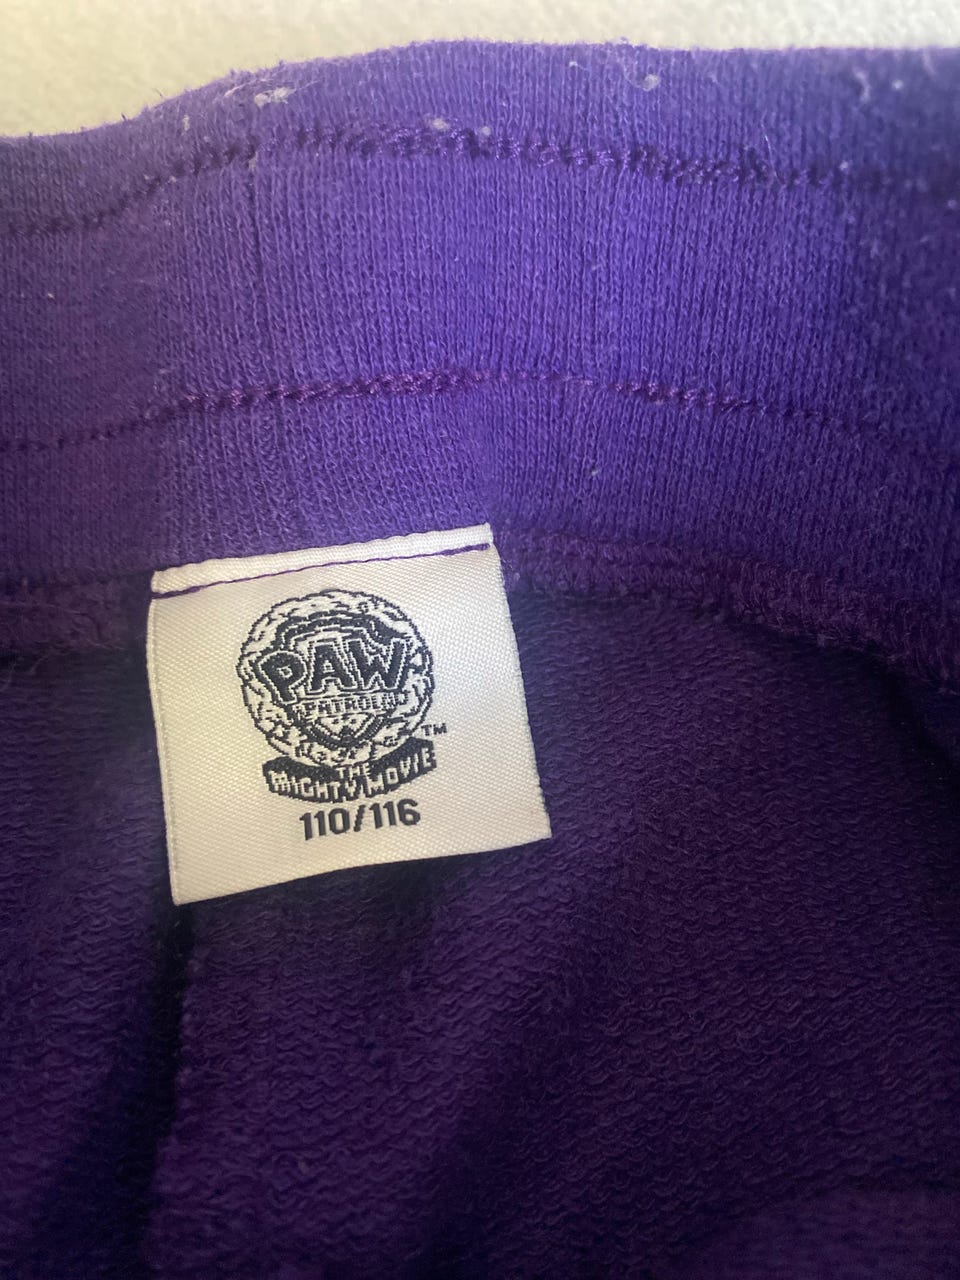 PAW
PATROL
TM
THE
MIGHTY MOVIE
110/116